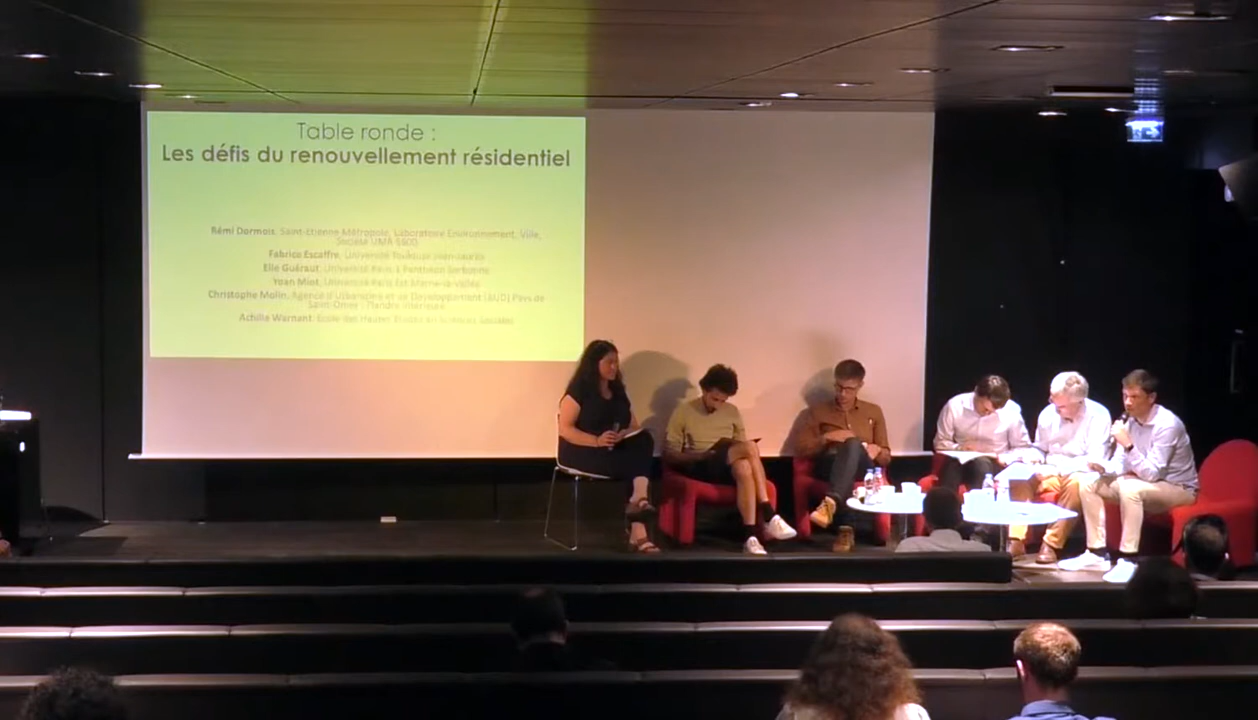 Table ronde :
Les défis du renouvellement résidentiel
Rémi Dormois, Saint-Etienne Métropole, Laboratoire Environnement, Ville,
Société UMR 5600
Fabrice Escaffre, Université Toulouse Jean-Jaurès
Elie Guéraut, Université Paris 1 Panthéon Sorbonne
Yoan Miot, Université Paris Est Marne-la-Vallée
Christophe Molin, Agence d'Urbanisme et de Développement (AUD) Pays de
Saint-Omer - Flandre intérieure
Achille Warnant, Ecole des Hautes Etudes en Sciences Sociales